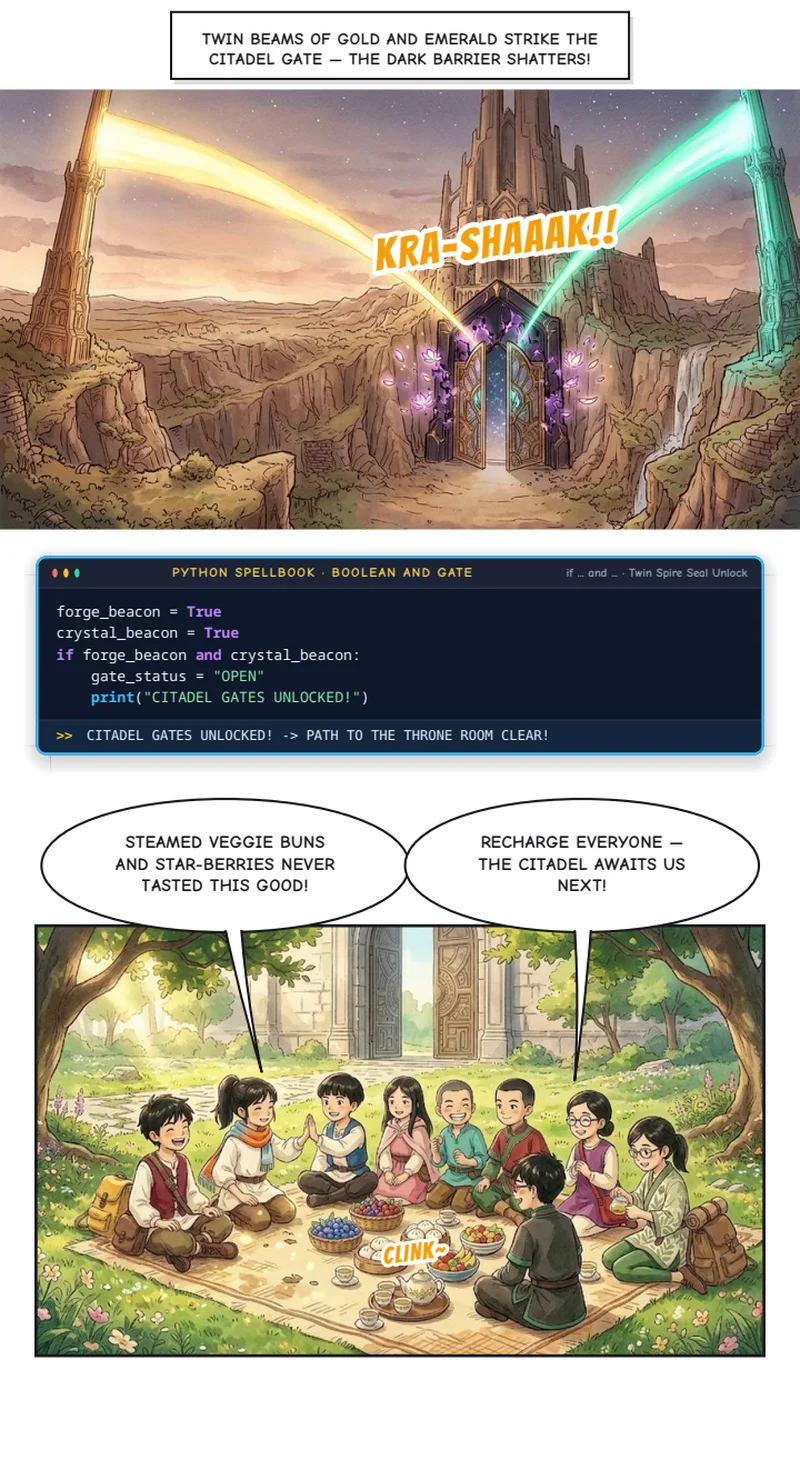 TWIN BEAMS OF GOLD AND EMERALD STRIKE THE
CITADEL GATE — THE DARK BARRIER SHATTERS!
KRA-SHAAAK!!
PYTHON SPELLBOOK · BOOLEAN AND GATE
if … and … · Twin Spire Seal Unlock
forge_beacon = True
crystal_beacon = True
if forge_beacon and crystal_beacon:
    gate_status = "OPEN"
    print("CITADEL GATES UNLOCKED!")
>> CITADEL GATES UNLOCKED! -> PATH TO THE THRONE ROOM CLEAR!
STEAMED VEGGIE BUNS
AND STAR-BERRIES NEVER
TASTED THIS GOOD!
RECHARGE EVERYONE —
THE CITADEL AWAITS US
NEXT!
CLINK~